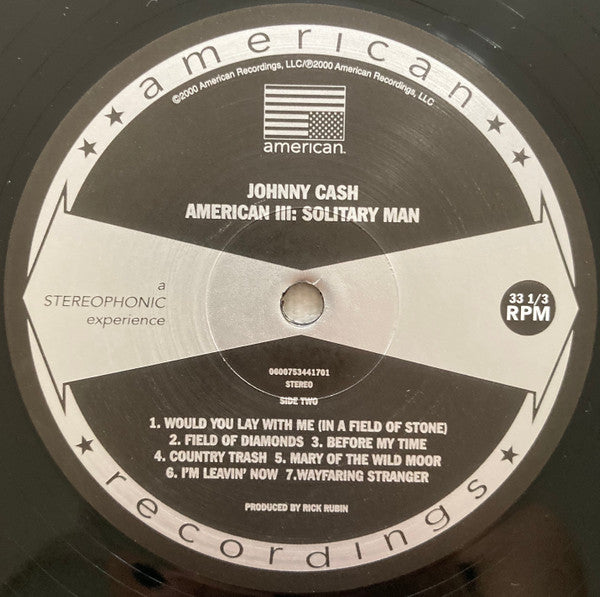 american
©2000 American Recordings, LLC/℗2000 American Recordings, LLC
american.
JOHNNY CASH
AMERICAN III: SOLITARY MAN
a
STEREOPHONIC
experience
33 1/3
RPM
0600753441701
STEREO
SIDE TWO
1. WOULD YOU LAY WITH ME (IN A FIELD OF STONE)
2. FIELD OF DIAMONDS 3. BEFORE MY TIME
4. COUNTRY TRASH 5. MARY OF THE WILD MOOR
6. I'M LEAVIN' NOW 7.WAYFARING STRANGER
PRODUCED BY RICK RUBIN
recordings